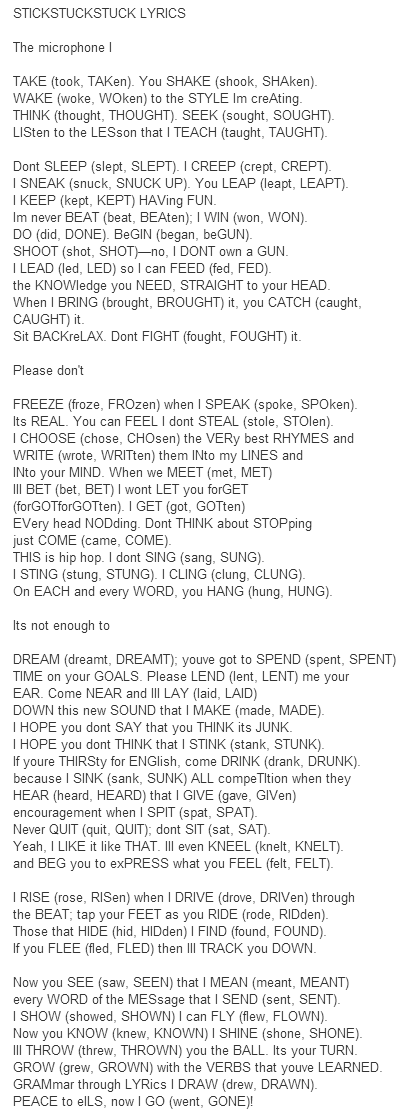 STICKSTUCKSTUCK LYRICS
The microphone I
TAKE (took, TAKen). You SHAKE (shook, SHAken).
WAKE (woke, WOken) to the STYLE Im creAting.
THINK (thought, THOUGHT). SEEK (sought, SOUGHT).
LISten to the LESson that I TEACH (taught, TAUGHT).
Dont SLEEP (slept, SLEPT). I CREEP (crept, CREPT).
I SNEAK (snuck, SNUCK UP). You LEAP (leapt, LEAPT).
I KEEP (kept, KEPT) HAVing FUN.
Im never BEAT (beat, BEAten); I WIN (won, WON).
DO (did, DONE). BeGIN (began, beGUN).
SHOOT (shot, SHOT)—no, I DONT own a GUN.
I LEAD (led, LED) so I can FEED (fed, FED).
the KNOWledge you NEED, STRAIGHT to your HEAD.
When I BRING (brought, BROUGHT) it, you CATCH (caught,
CAUGHT) it.
Sit BACKreLAX. Dont FIGHT (fought, FOUGHT) it.
Please don't
FREEZE (froze, FROzen) when I SPEAK (spoke, SPOken).
Its REAL. You can FEEL I dont STEAL (stole, STOlen).
I CHOOSE (chose, CHOsen) the VERy best RHYMES and
WRITE (wrote, WRITten) them INto my LINES and
INto your MIND. When we MEET (met, MET)
Ill BET (bet, BET) I wont LET you forGET
(forGOTforGOTten). I GET (got, GOTten)
EVery head NODding. Dont THINK about STOPping
just COME (came, COME).
THIS is hip hop. I dont SING (sang, SUNG).
I STING (stung, STUNG). I CLING (clung, CLUNG).
On EACH and every WORD, you HANG (hung, HUNG).
Its not enough to
DREAM (dreamt, DREAMT); youve got to SPEND (spent, SPENT)
TIME on your GOALS. Please LEND (lent, LENT) me your
EAR. Come NEAR and Ill LAY (laid, LAID)
DOWN this new SOUND that I MAKE (made, MADE).
I HOPE you dont SAY that you THINK its JUNK.
I HOPE you dont THINK that I STINK (stank, STUNK).
If youre THIRSty for ENGlish, come DRINK (drank, DRUNK).
because I SINK (sank, SUNK) ALL compeTItion when they
HEAR (heard, HEARD) that I GIVE (gave, GIVen)
encouragement when I SPIT (spat, SPAT).
Never QUIT (quit, QUIT); dont SIT (sat, SAT).
Yeah, I LIKE it like THAT. Ill even KNEEL (knelt, KNELT).
and BEG you to exPRESS what you FEEL (felt, FELT).
I RISE (rose, RISen) when I DRIVE (drove, DRIVen) through
the BEAT; tap your FEET as you RIDE (rode, RIDden).
Those that HIDE (hid, HIDden) I FIND (found, FOUND).
If you FLEE (fled, FLED) then Ill TRACK you DOWN.
Now you SEE (saw, SEEN) that I MEAN (meant, MEANT)
every WORD of the MESsage that I SEND (sent, SENT).
I SHOW (showed, SHOWN) I can FLY (flew, FLOWN).
Now you KNOW (knew, KNOWN) I SHINE (shone, SHONE).
Ill THROW (threw, THROWN) you the BALL. Its your TURN.
GROW (grew, GROWN) with the VERBS that youve LEARNED.
GRAMmar through LYRics I DRAW (drew, DRAWN).
PEACE to eILS, now I GO (went, GONE)!